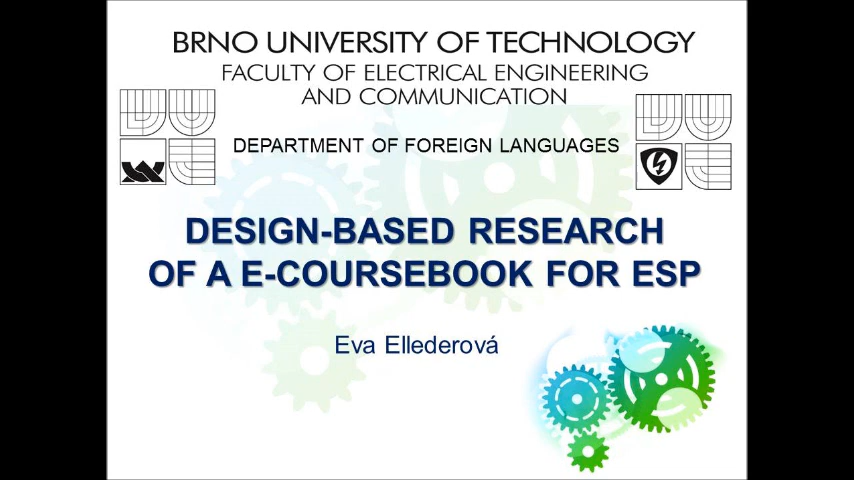 BRNO UNIVERSITY OF TECHNOLOGY
FACULTY OF ELECTRICAL ENGINEERING
AND COMMUNICATION
DEPARTMENT OF FOREIGN LANGUAGES
DESIGN-BASED RESEARCH
OF A E-COURSEBOOK FOR ESP
Eva Ellederová